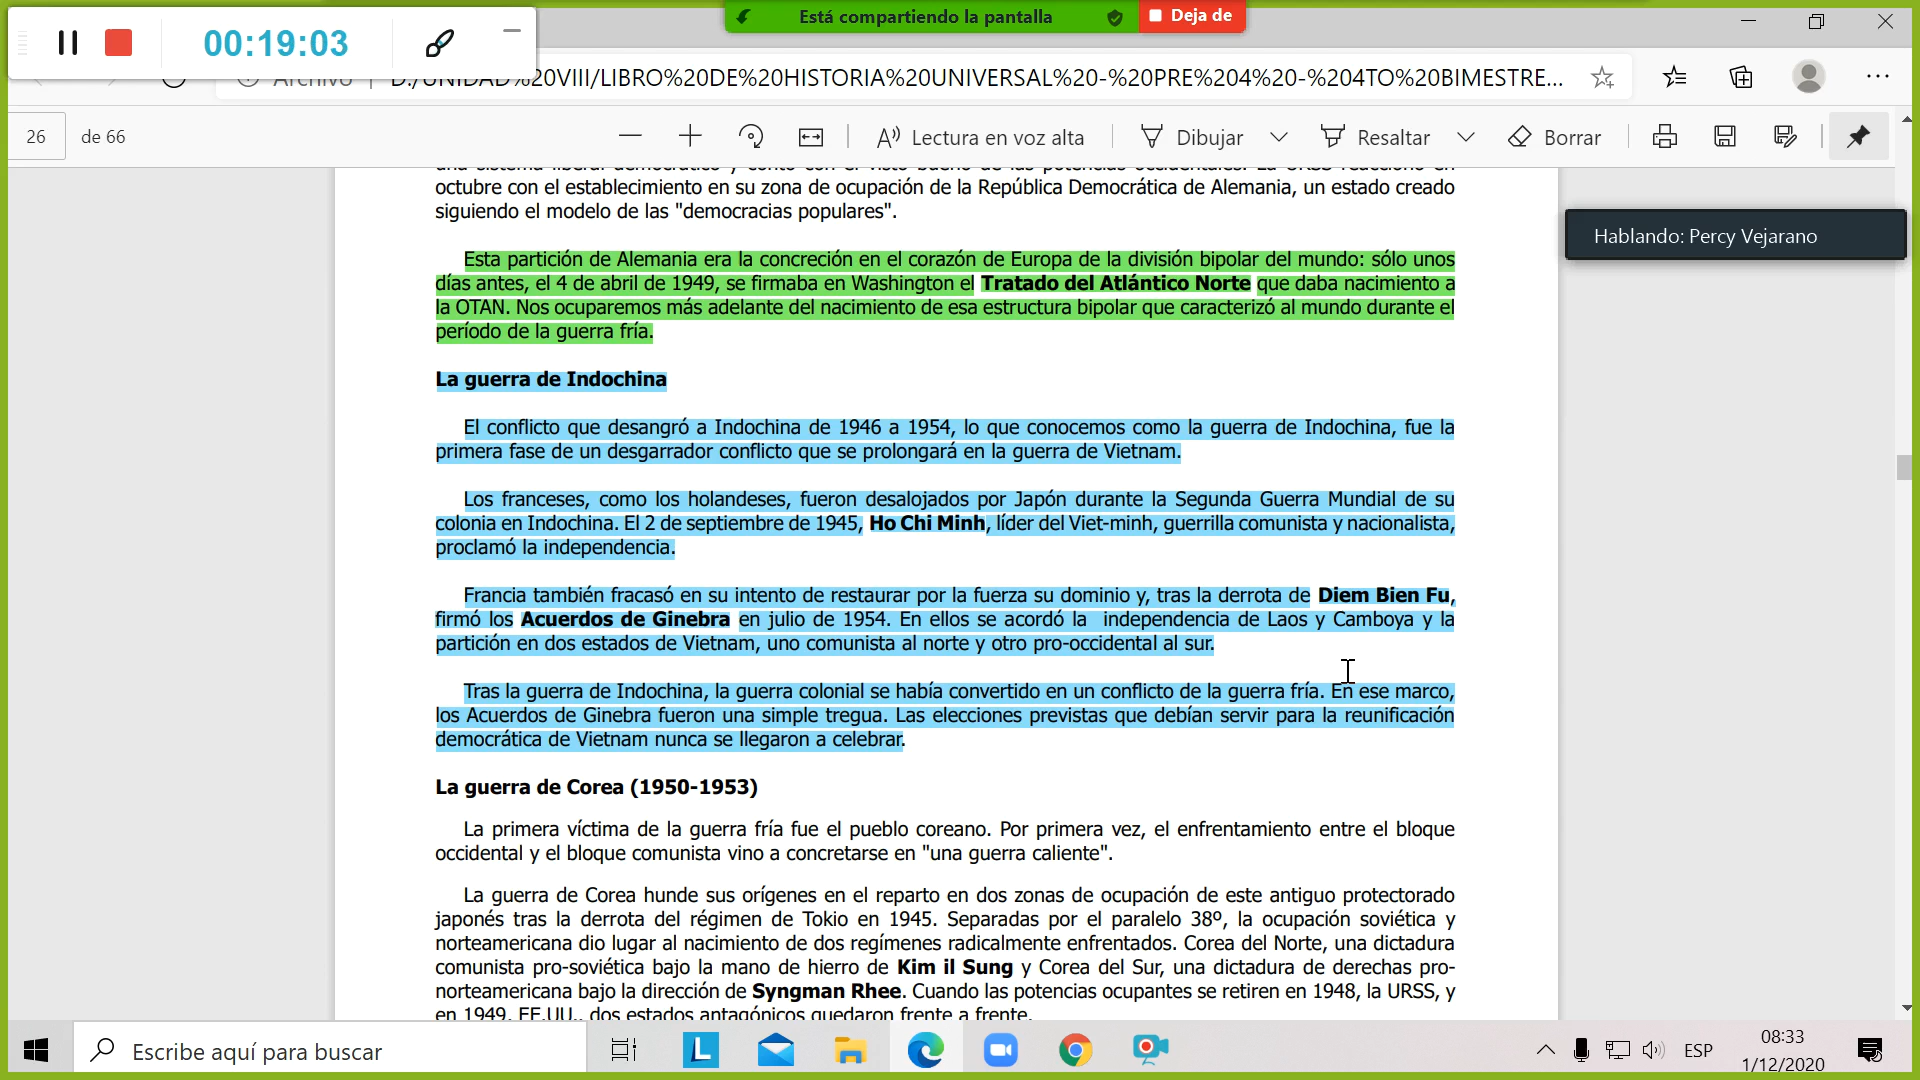 Está compartiendo la pantalla
Deja de
00:19:03
Archivo
D:/UNIDAD%20VIII/LIBRO%20DE%20HISTORIA%20UNIVERSAL%20-%20PRE%204%20-%204TO%20BIMESTRE...
26 de 66
Lectura en voz alta
Dibujar
Resaltar
Borrar
Hablando: Percy Vejarano
octubre con el establecimiento en su zona de ocupación de la República Democrática de Alemania, un estado creado
siguiendo el modelo de las "democracias populares".
Esta partición de Alemania era la concreción en el corazón de Europa de la división bipolar del mundo: sólo unos
días antes, el 4 de abril de 1949, se firmaba en Washington el Tratado del Atlántico Norte que daba nacimiento a
la OTAN. Nos ocuparemos más adelante del nacimiento de esa estructura bipolar que caracterizó al mundo durante el
período de la guerra fría.
La guerra de Indochina
El conflicto que desangró a Indochina de 1946 a 1954, lo que conocemos como la guerra de Indochina, fue la
primera fase de un desgarrador conflicto que se prolongará en la guerra de Vietnam.
Los franceses, como los holandeses, fueron desalojados por Japón durante la Segunda Guerra Mundial de su
colonia en Indochina. El 2 de septiembre de 1945, Ho Chi Minh, líder del Viet-minh, guerrilla comunista y nacionalista,
proclamó la independencia.
Francia también fracasó en su intento de restaurar por la fuerza su dominio y, tras la derrota de Diem Bien Fu,
firmó los Acuerdos de Ginebra en julio de 1954. En ellos se acordó la independencia de Laos y Camboya y la
partición en dos estados de Vietnam, uno comunista al norte y otro pro-occidental al sur.
Tras la guerra de Indochina, la guerra colonial se había convertido en un conflicto de la guerra fría. En ese marco,
los Acuerdos de Ginebra fueron una simple tregua. Las elecciones previstas que debían servir para la reunificación
democrática de Vietnam nunca se llegaron a celebrar.
La guerra de Corea (1950-1953)
La primera víctima de la guerra fría fue el pueblo coreano. Por primera vez, el enfrentamiento entre el bloque
occidental y el bloque comunista vino a concretarse en "una guerra caliente".
La guerra de Corea hunde sus orígenes en el reparto en dos zonas de ocupación de este antiguo protectorado
japonés tras la derrota del régimen de Tokio en 1945. Separadas por el paralelo 38º, la ocupación soviética y
norteamericana dio lugar al nacimiento de dos regímenes radicalmente enfrentados. Corea del Norte, una dictadura
comunista pro-soviética bajo la mano de hierro de Kim il Sung y Corea del Sur, una dictadura de derechas pro-
norteamericana bajo la dirección de Syngman Rhee. Cuando las potencias ocupantes se retiren en 1948, la URSS, y
en 1949, EE.UU., dos estados antagónicos quedaron frente a frente.
Escribe aquí para buscar
L
ESP
08:33
1/12/2020